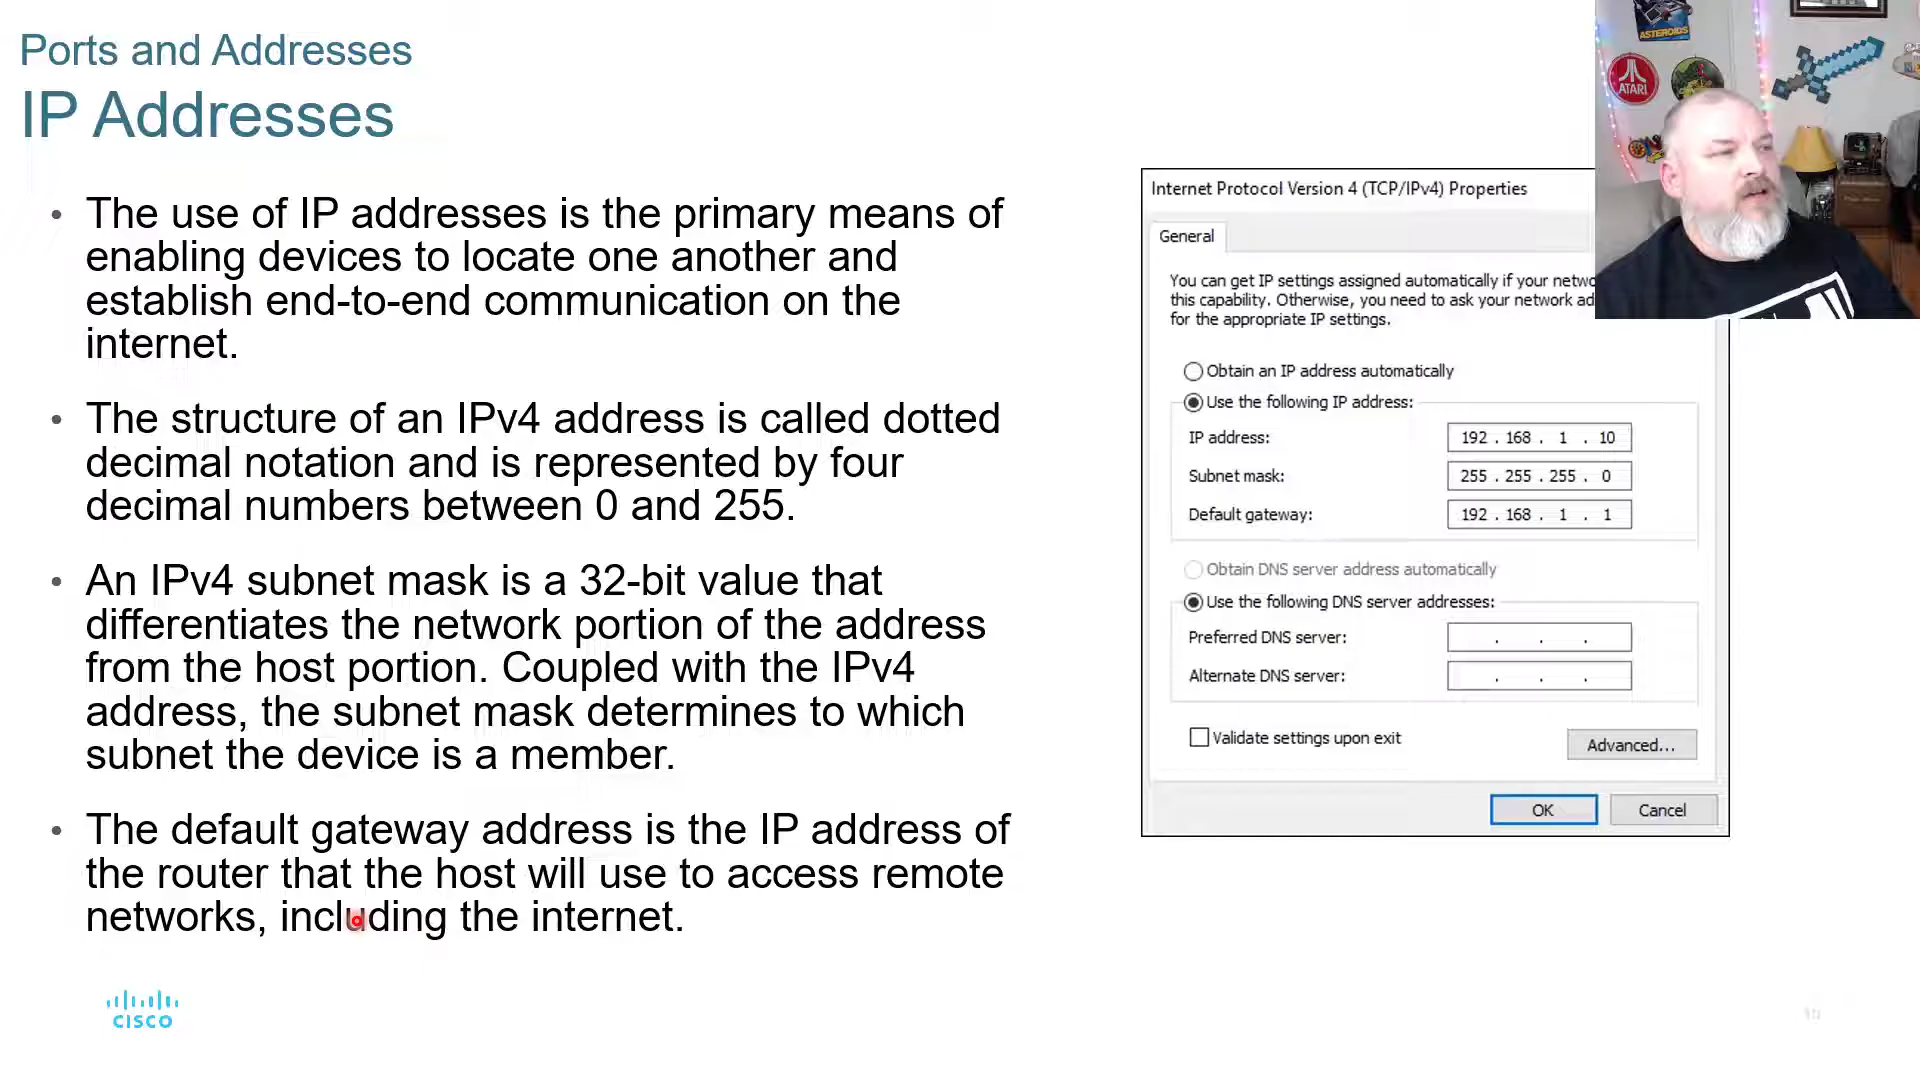 Ports and Addresses
IP Addresses
• The use of IP addresses is the primary means of
enabling devices to locate one another and
establish end-to-end communication on the
internet.
• The structure of an IPv4 address is called dotted
decimal notation and is represented by four
decimal numbers between 0 and 255.
• An IPv4 subnet mask is a 32-bit value that
differentiates the network portion of the address
from the host portion. Coupled with the IPv4
address, the subnet mask determines to which
subnet the device is a member.
• The default gateway address is the IP address of
the router that the host will use to access remote
networks, including the internet.
CISCO
Internet Protocol Version 4 (TCP/IPv4) Properties
General
You can get IP settings assigned automatically if your
this capability. Otherwise, you need to ask your network
for the appropriate IP settings.
Obtain an IP address automatically
Use the following IP address:
IP address: 192 . 168 . 1 . 10
Subnet mask: 255 . 255 . 255 . 0
Default gateway: 192 . 168 . 1 . 1
Obtain DNS server address automatically
Use the following DNS server addresses:
Preferred DNS server: . . .
Alternate DNS server: . . .
Validate settings upon exit
Advanced...
OK Cancel
ASTEROIDS
ATARI